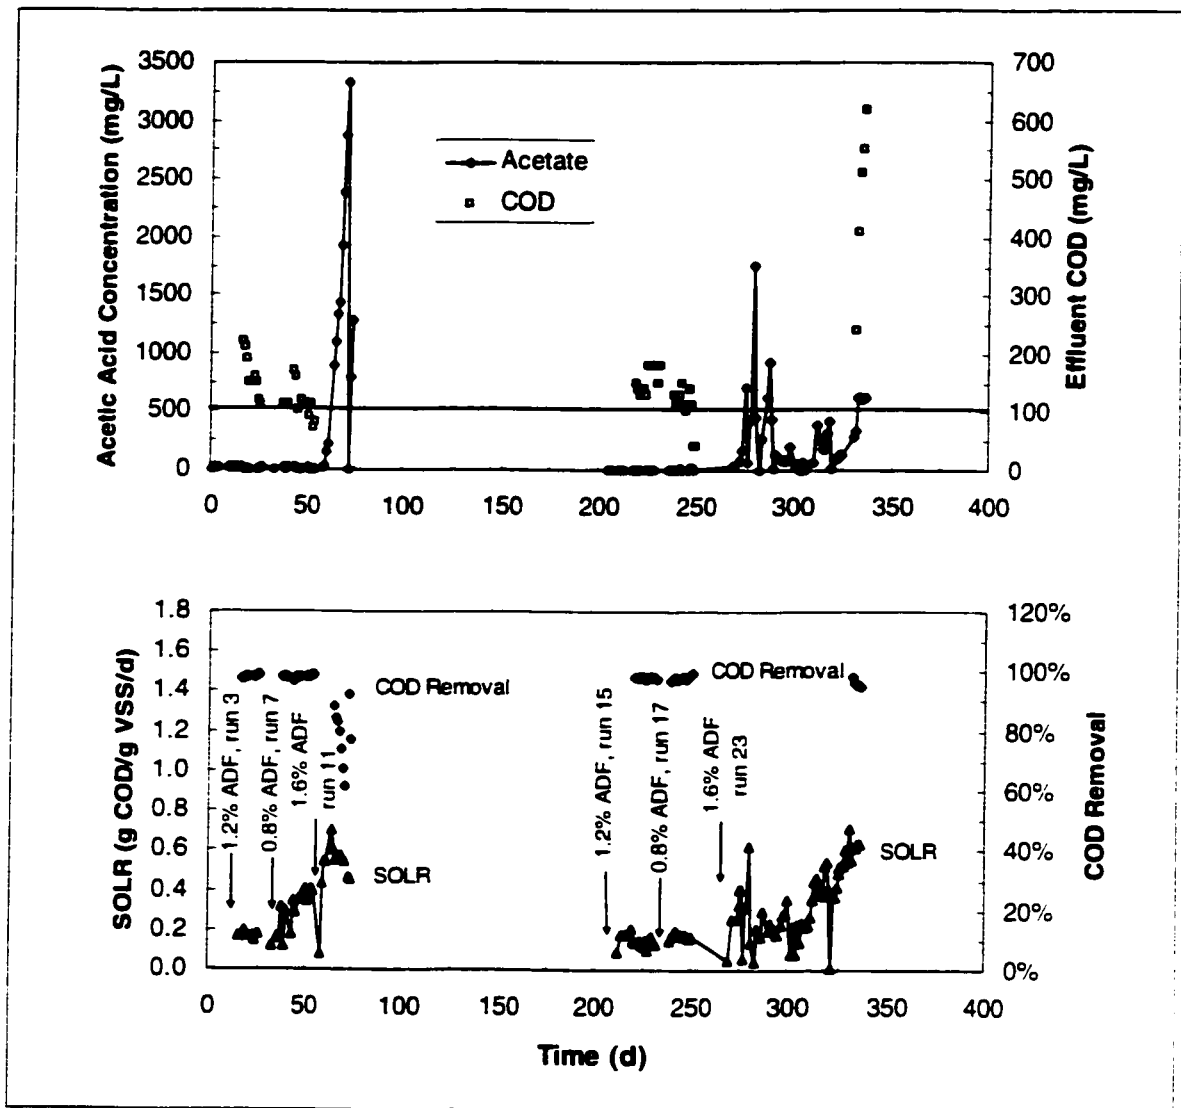 3500
3000
2500
2000
1500
1000
500
0
Acetic Acid Concentration (mg/L)
Acetate
COD
700
600
500
400
300
200
100
0
Effluent COD (mg/L)
0 50 100 150 200 250 300 350 400
1.8
1.6
1.4
1.2
1.0
0.8
0.6
0.4
0.2
0.0
SOLR (g COD/g VSS/d)
1.2% ADF, run 3
0.8% ADF, run 7
1.6% ADF
run 11
COD Removal
SOLR
1.2% ADF, run 15
0.8% ADF, run 17
1.6% ADF
run 23
COD Removal
SOLR
120%
100%
80%
60%
40%
20%
0%
COD Removal
0 50 100 150 200 250 300 350 400
Time (d)